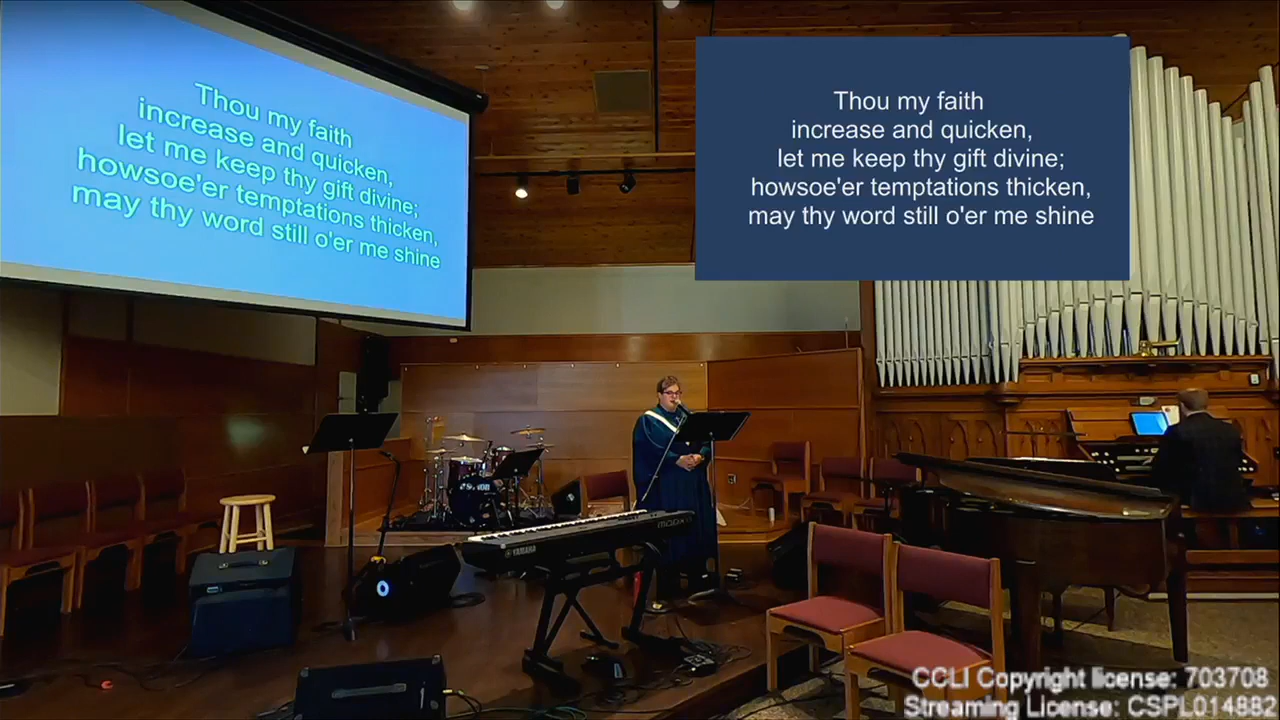 Thou my faith
increase and quicken,
let me keep thy gift divine;
howsoe'er temptations thicken,
may thy word still o'er me shine
Thou my faith
increase and quicken,
let me keep thy gift divine;
howsoe'er temptations thicken,
may thy word still o'er me shine
YAMAHA
MODX
CCLI Copyright license: 703708
Streaming License: CSPL014882